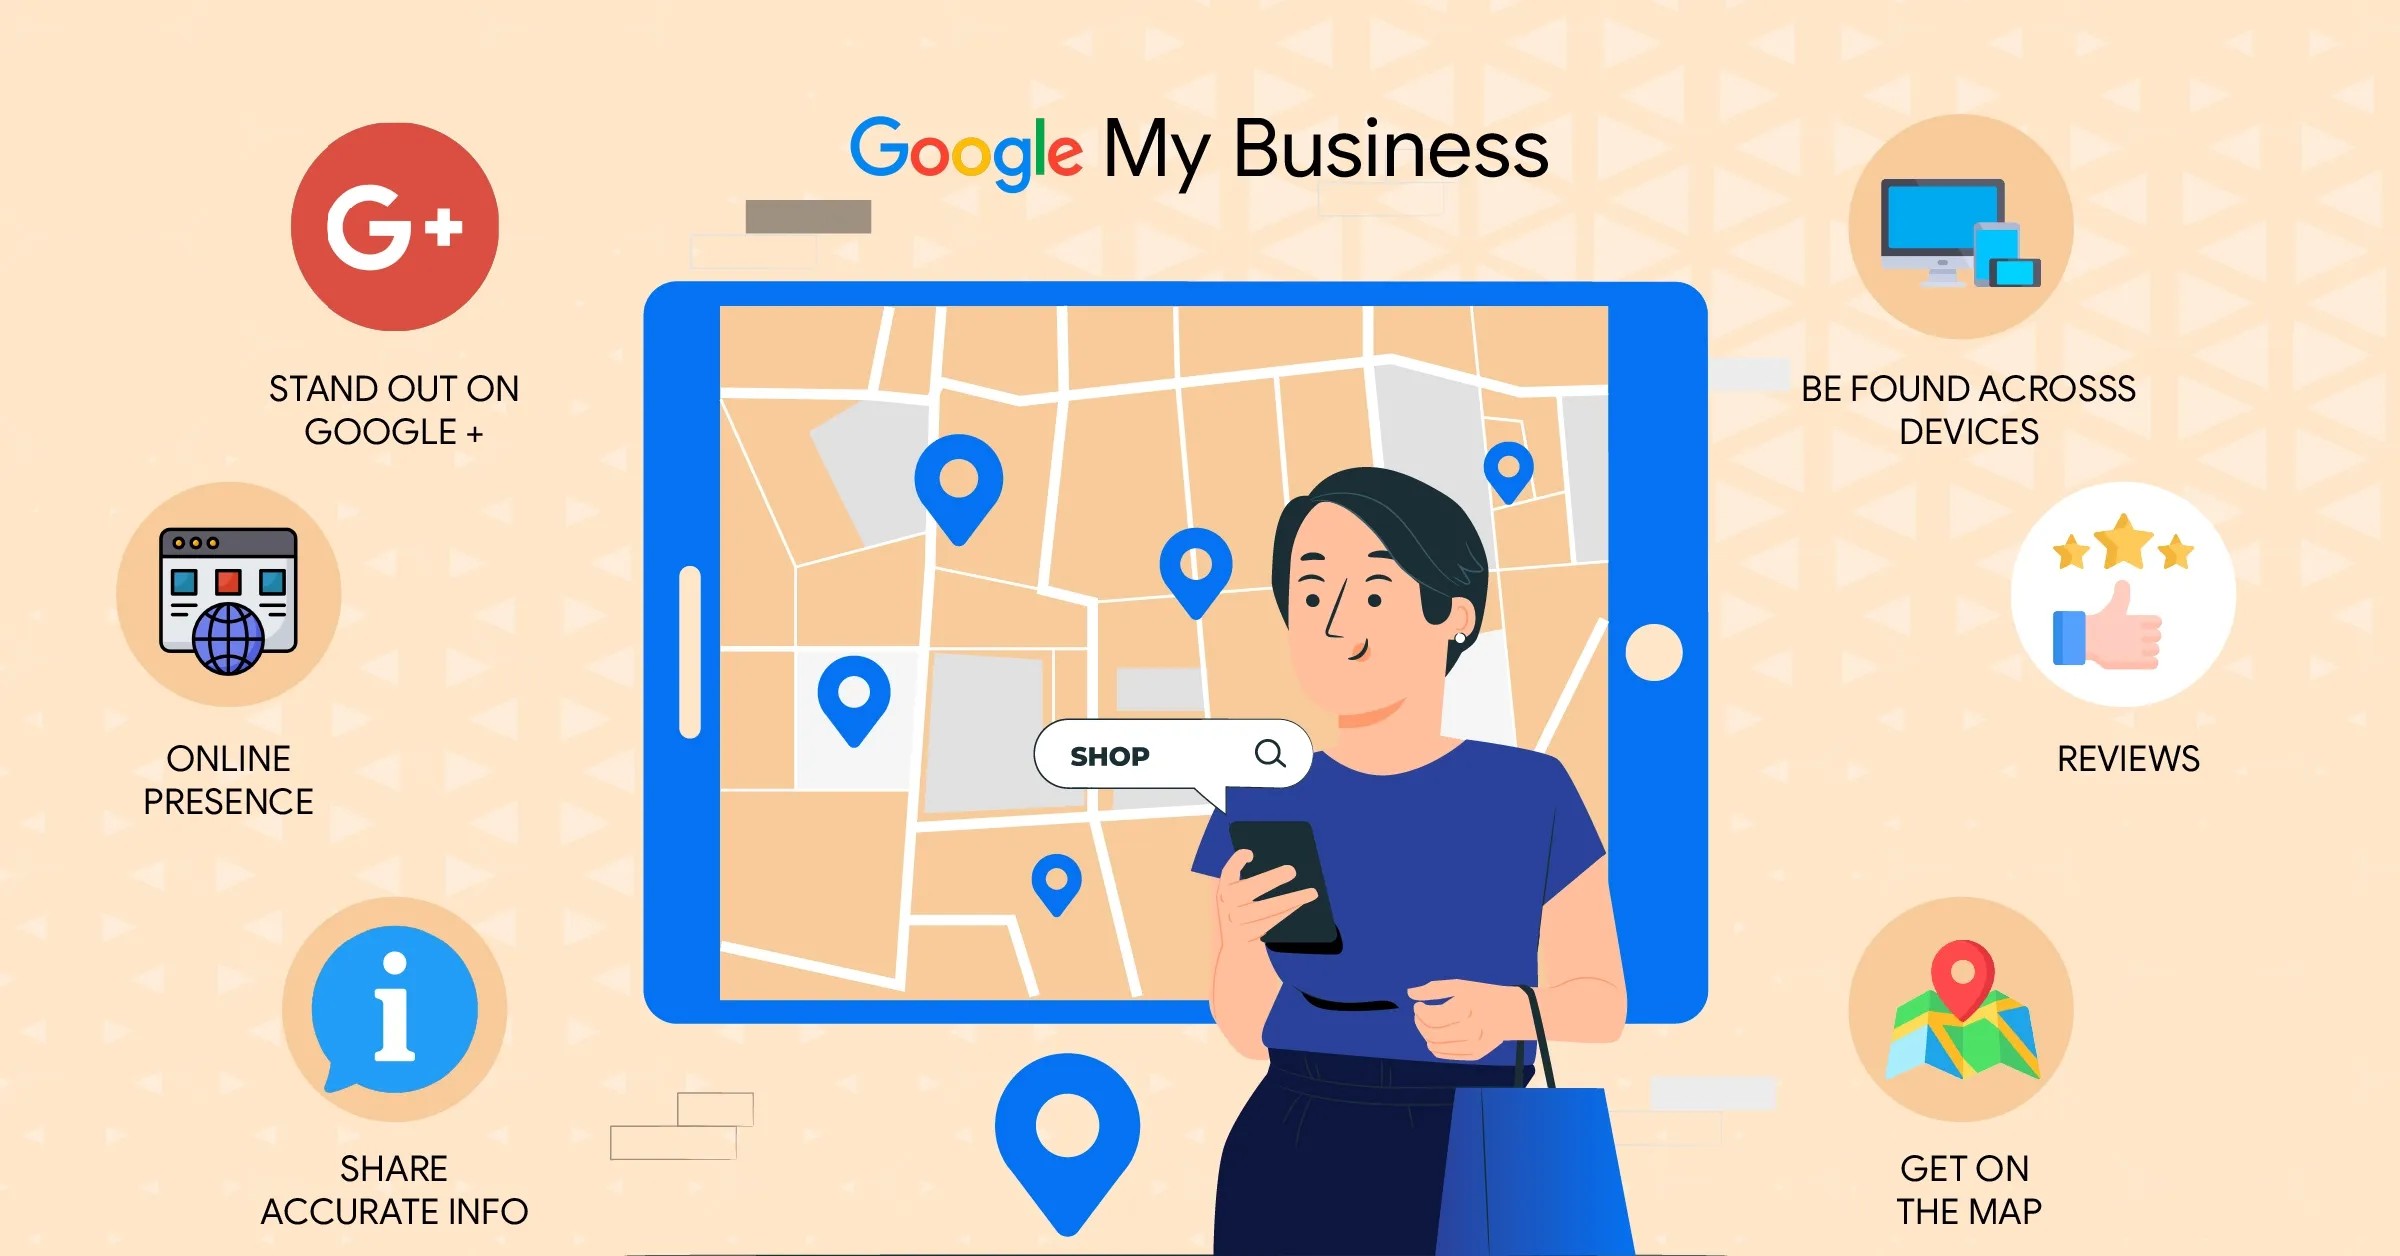 Google My Business
G+
STAND OUT ON
GOOGLE +
BE FOUND ACROSSS
DEVICES
ONLINE
PRESENCE
REVIEWS
SHOP
i
SHARE
ACCURATE INFO
GET ON
THE MAP